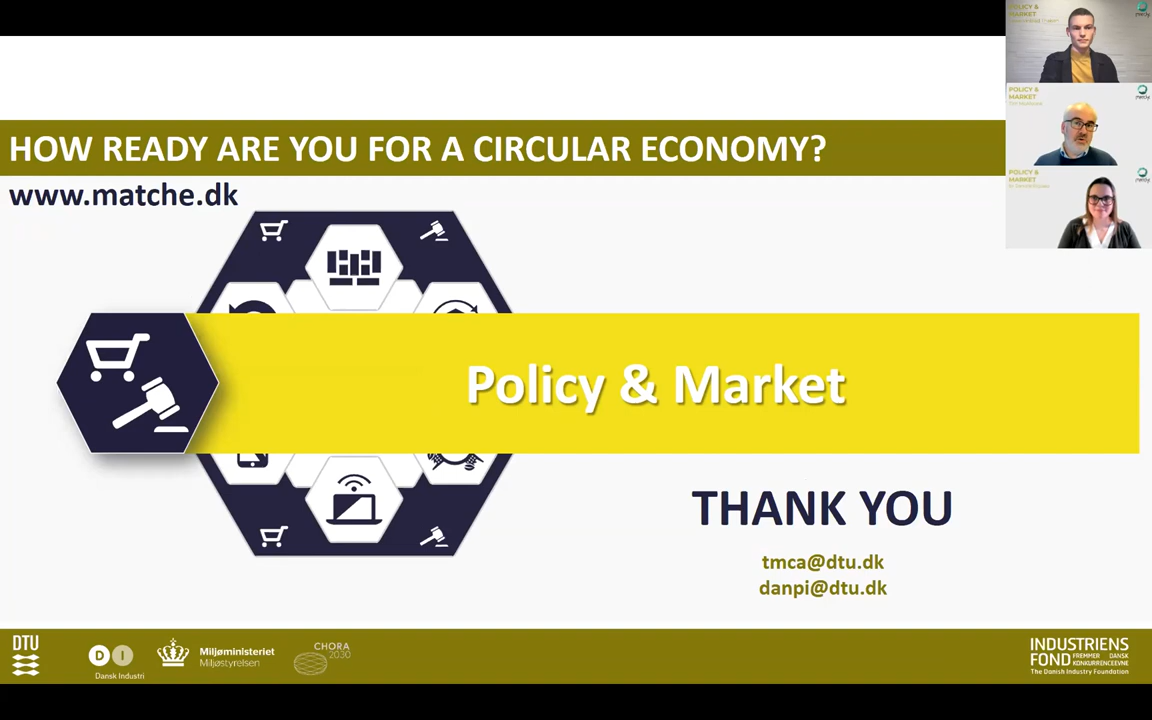 HOW READY ARE YOU FOR A CIRCULAR ECONOMY?
www.matche.dk
Policy & Market
THANK YOU
tmca@dtu.dk
danpi@dtu.dk
DTU
D I
Dansk Industri
Miljøministeriet
Miljøstyrelsen
CHORA
2030
INDUSTRIENS
FOND
FREMMER DANSK
KONKURRENCEEVNE
The Danish Industry Foundation
POLICY &
MARKET
POLICY &
MARKET
POLICY &
MARKET